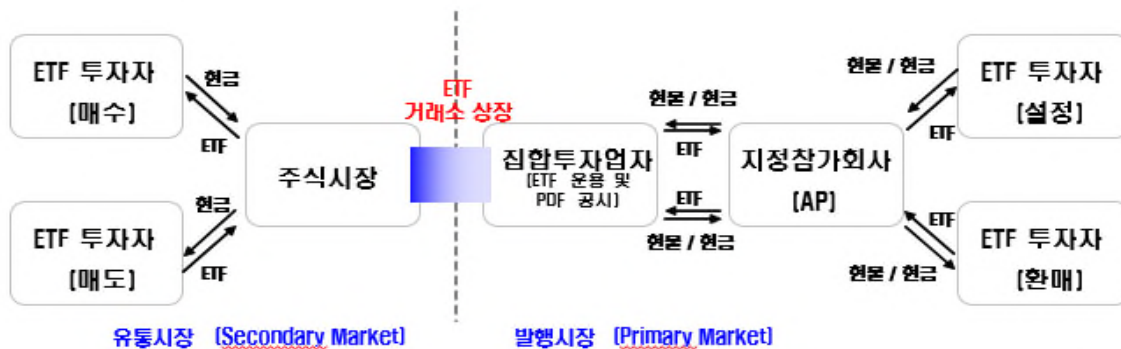 ETF 투자자
[매수]
현금
ETF
ETF 투자자
[매도]
현금
ETF
주식시장
ETF
거래소 상장
집합투자업자
[ETF 운용 및
PDF 공시]
현물 / 현금
ETF
ETF
현물 / 현금
지정참가회사
[AP]
현물 / 현금
ETF
ETF 투자자
[설정]
ETF
현물 / 현금
ETF 투자자
[환매]
유통시장 [Secondary Market]
발행시장 [Primary Market]